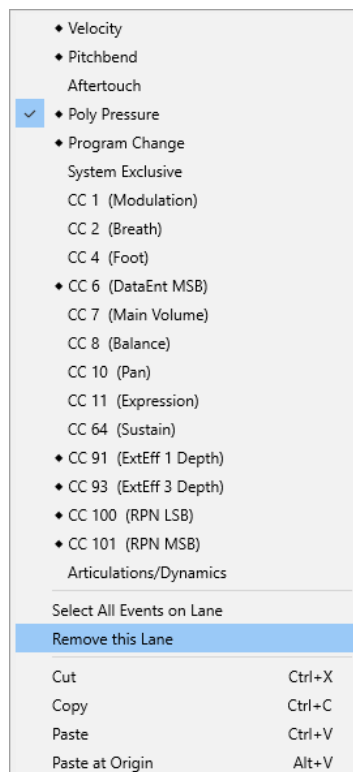 ◆ Velocity
◆ Pitchbend
Aftertouch
✓ ◆ Poly Pressure
◆ Program Change
System Exclusive
CC 1 (Modulation)
CC 2 (Breath)
CC 4 (Foot)
◆ CC 6 (DataEnt MSB)
CC 7 (Main Volume)
CC 8 (Balance)
CC 10 (Pan)
CC 11 (Expression)
CC 64 (Sustain)
◆ CC 91 (ExtEff 1 Depth)
◆ CC 93 (ExtEff 3 Depth)
◆ CC 100 (RPN LSB)
◆ CC 101 (RPN MSB)
Articulations/Dynamics
Select All Events on Lane
Remove this Lane
Cut Ctrl+X
Copy Ctrl+C
Paste Ctrl+V
Paste at Origin Alt+V